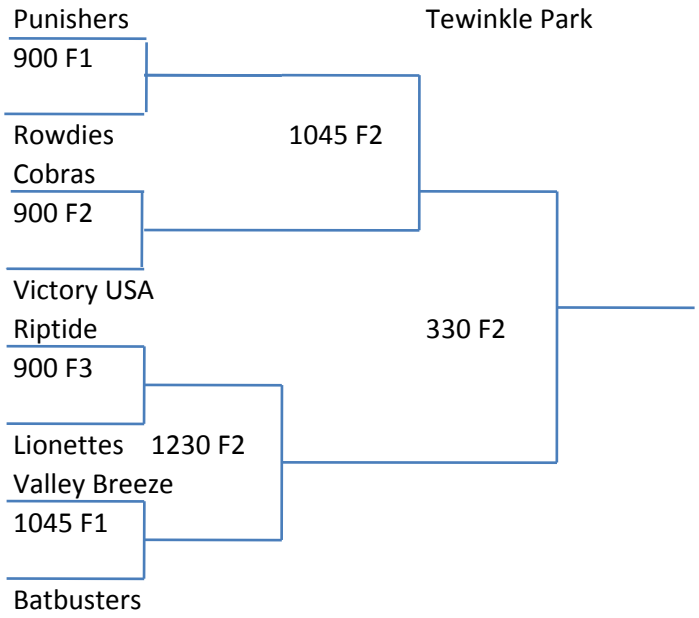 Punishers
Tewinkle Park
900 F1
Rowdies
1045 F2
Cobras
900 F2
Victory USA
Riptide
330 F2
900 F3
Lionettes 1230 F2
Valley Breeze
1045 F1
Batbusters